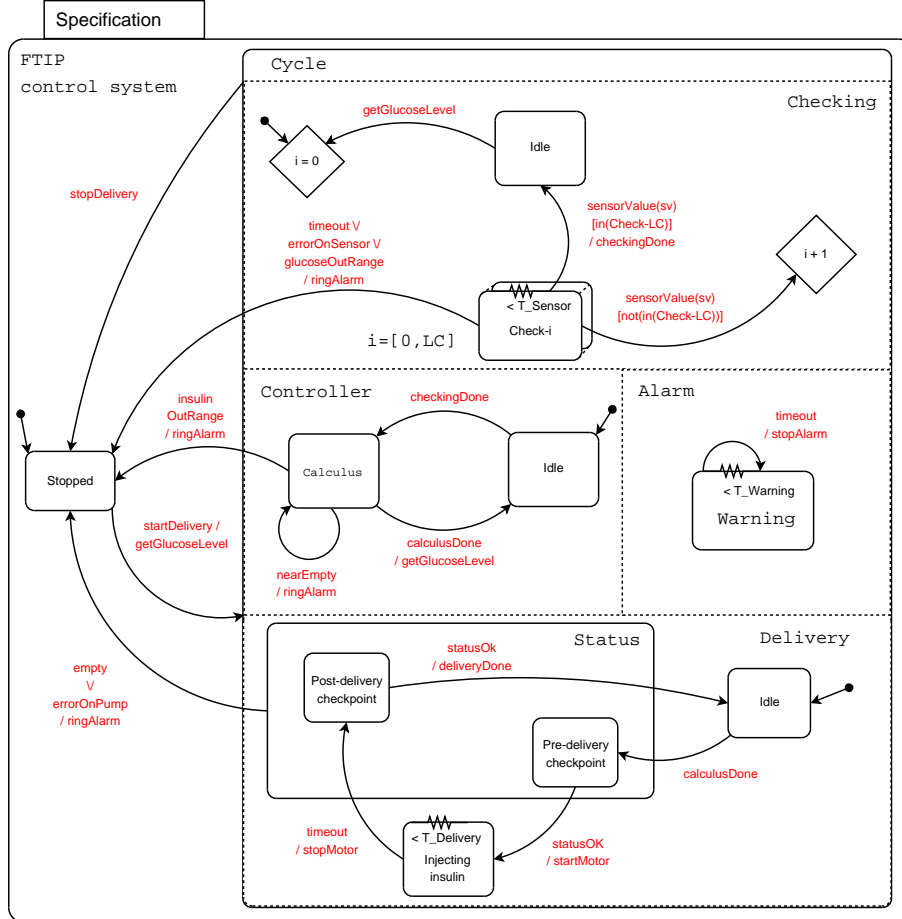 Specification
FTIP
control system
Cycle
Checking
getGlucoseLevel
Idle
i = 0
stopDelivery
sensorValue(sv)
[in(Check-LC)]
/ checkingDone
timeout \/
errorOnSensor \/
glucoseOutRange
/ ringAlarm
i + 1
< T_Sensor
Check-i
sensorValue(sv)
[not(in(Check-LC))]
i=[0,LC]
Controller
Alarm
insulin
OutRange
/ ringAlarm
checkingDone
timeout
/ stopAlarm
Calculus
Idle
Stopped
< T_Warning
Warning
startDelivery /
getGlucoseLevel
calculusDone
/ getGlucoseLevel
nearEmpty
/ ringAlarm
Status
Delivery
statusOk
/ deliveryDone
empty
\/
errorOnPump
/ ringAlarm
Post-delivery
checkpoint
Idle
Pre-delivery
checkpoint
calculusDone
timeout
/ stopMotor
< T_Delivery
Injecting
insulin
statusOK
/ startMotor